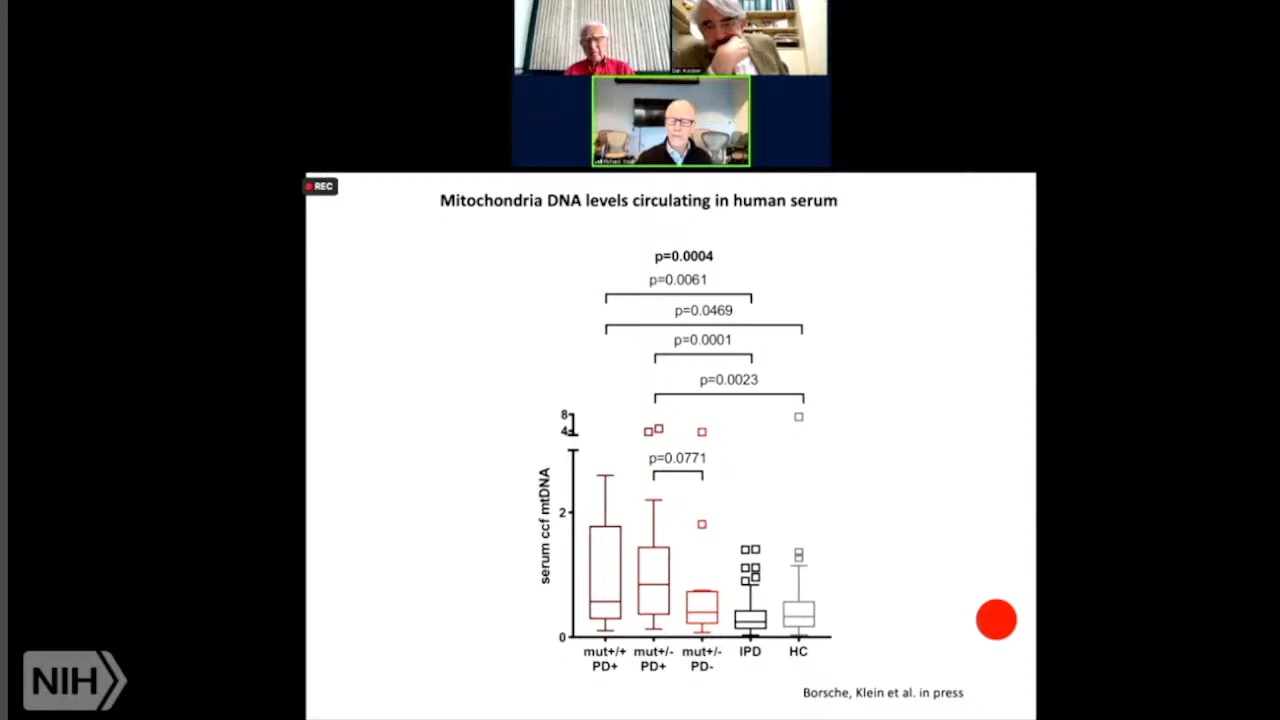 REC
Mitochondria DNA levels circulating in human serum
p=0.0004
p=0.0061
p=0.0469
p=0.0001
p=0.0023
8
4
p=0.0771
serum ccf mtDNA
2
0
mut+/+ mut+/- mut+/- IPD HC
PD+ PD+ PD-
Borsche, Klein et al. in press
NIH